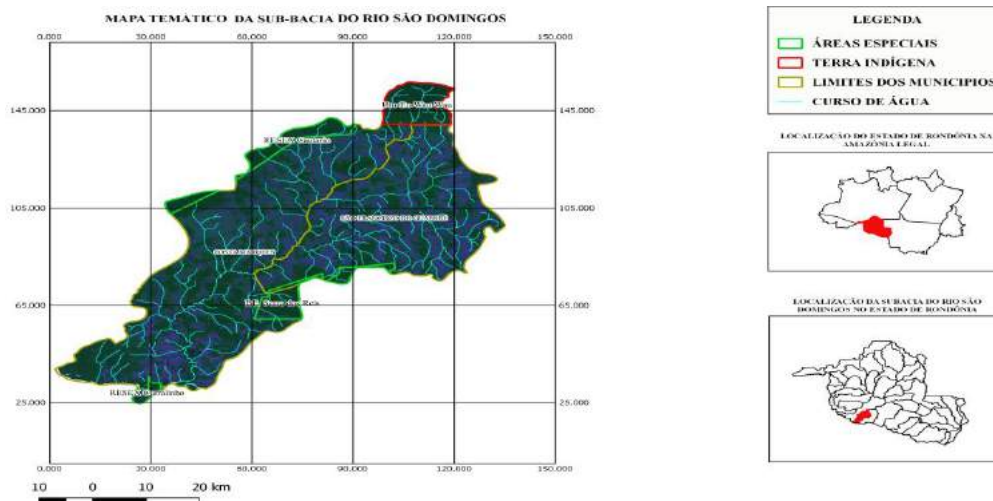 MAPA TEMÁTICO DA SUB-BACIA DO RIO SÃO DOMINGOS
0.000 30.000 60.000 90.000 120.000 150.000
145.000 145.000
105.000 105.000
65.000 65.000
25.000 25.000
0.000 30.000 60.000 90.000 120.000 150.000
10 0 10 20 km
LEGENDA
ÁREAS ESPECIAIS
TERRA INDÍGENA
LIMITES DOS MUNICIPIOS
CURSO DE ÁGUA
LOCALIZAÇÃO DO ESTADO DE RONDÔNIA NA
AMAZÔNIA LEGAL
LOCALIZAÇÃO DA SUBACIA DO RIO SÃO
DOMINGOS NO ESTADO DE RONDÔNIA